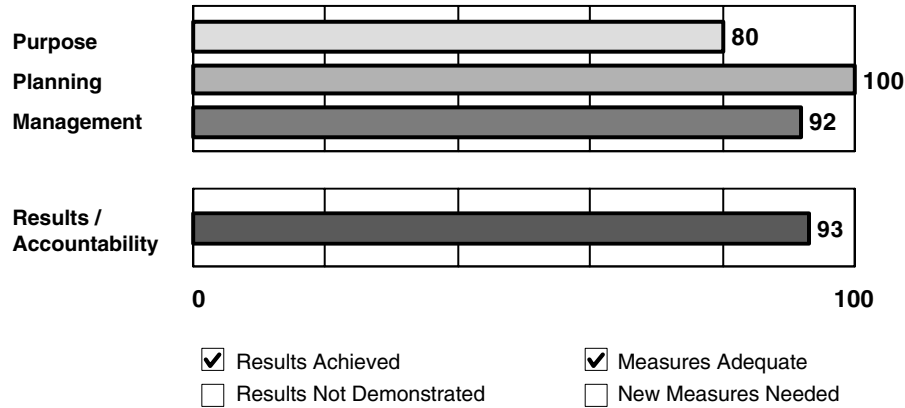 Purpose 80
Planning 100
Management 92
Results /
Accountability 93
0 100
Results Achieved Measures Adequate
Results Not Demonstrated New Measures Needed